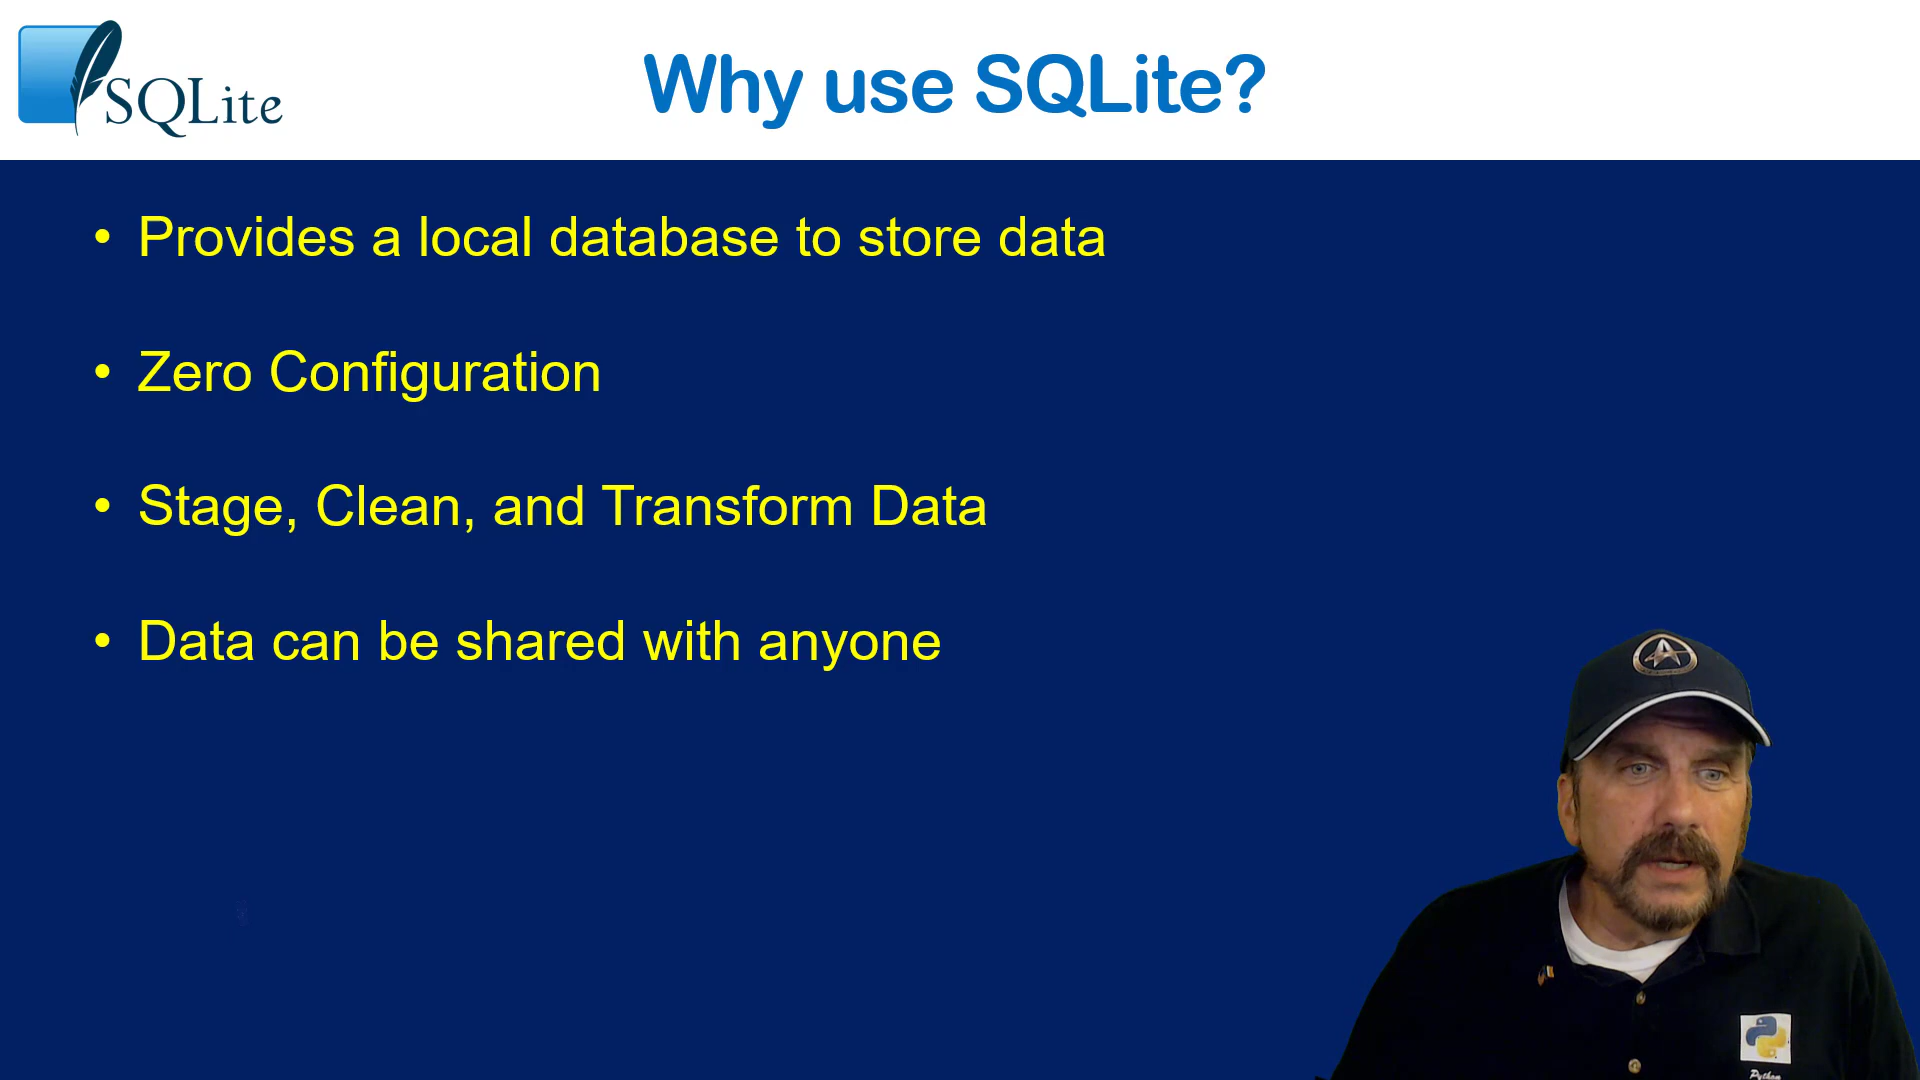 SQLite
Why use SQLite?
• Provides a local database to store data
• Zero Configuration
• Stage, Clean, and Transform Data
• Data can be shared with anyone
Python